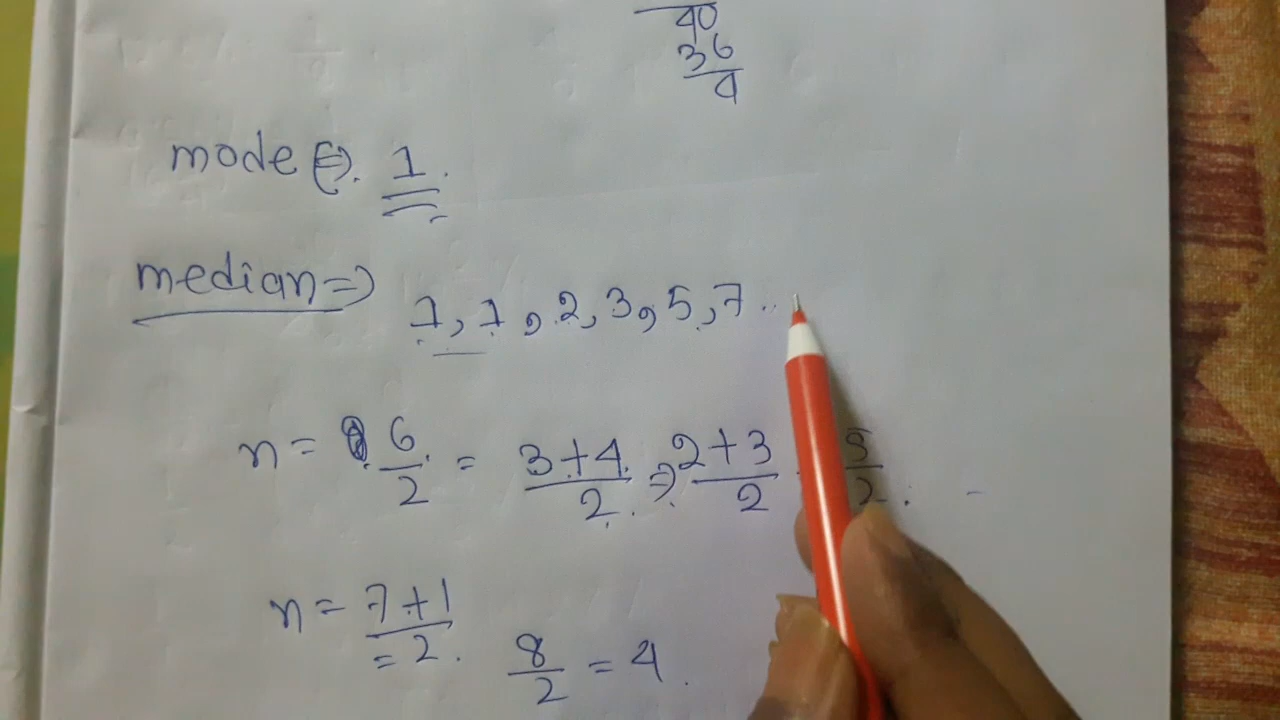 40
36
4
mode ⇒. 1.
median ⇒ 1, 1, 2, 3, 5, 7..
n = 6/2 = 3+4/2 ⇒ 2+3/2 5/2.
n = 7+1/2. 8/2 = 4.